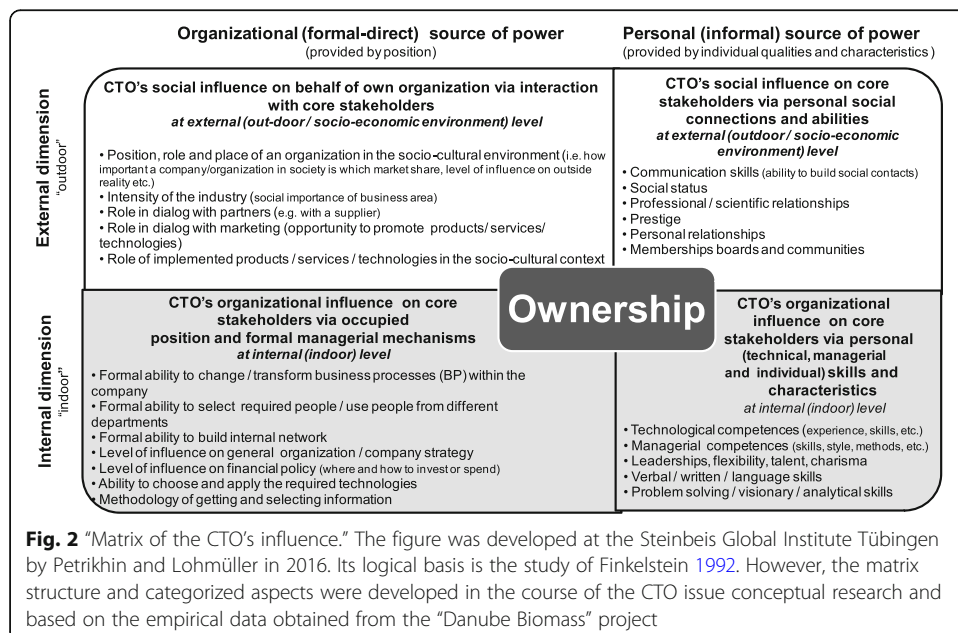 Organizational (formal-direct) source of power
(provided by position)
Personal (informal) source of power
(provided by individual qualities and characteristics)
External dimension
"outdoor"
CTO's social influence on behalf of own organization via interaction
with core stakeholders
at external (out-door / socio-economic environment) level
• Position, role and place of an organization in the socio-cultural environment (i.e. how
important a company/organization in society is which market share, level of influence on outside
reality etc.)
• Intensity of the industry (social importance of business area)
• Role in dialog with partners (e.g. with a supplier)
• Role in dialog with marketing (opportunity to promote products/ services/
technologies)
• Role of implemented products / services / technologies in the socio-cultural context
CTO's social influence on core
stakeholders via personal social
connections and abilities
at external (outdoor / socio-economic
environment) level
• Communication skills (ability to build social contacts)
• Social status
• Professional / scientific relationships
• Prestige
• Personal relationships
• Memberships boards and communities
Ownership
Internal dimension
"indoor"
CTO's organizational influence on core
stakeholders via occupied
position and formal managerial mechanisms
at internal (indoor) level
• Formal ability to change / transform business processes (BP) within the
company
• Formal ability to select required people / use people from different
departments
• Formal ability to build internal network
• Level of influence on general organization / company strategy
• Level of influence on financial policy (where and how to invest or spend)
• Ability to choose and apply the required technologies
• Methodology of getting and selecting information
CTO's organizational
influence on core
stakeholders via personal
(technical, managerial
and individual) skills and
characteristics
at internal (indoor) level
• Technological competences (experience, skills, etc.)
• Managerial competences (skills, style, methods, etc.)
• Leaderships, flexibility, talent, charisma
• Verbal / written / language skills
• Problem solving / visionary / analytical skills
Fig. 2 "Matrix of the CTO's influence." The figure was developed at the Steinbeis Global Institute Tübingen
by Petrikhin and Lohmüller in 2016. Its logical basis is the study of Finkelstein 1992. However, the matrix
structure and categorized aspects were developed in the course of the CTO issue conceptual research and
based on the empirical data obtained from the "Danube Biomass" project